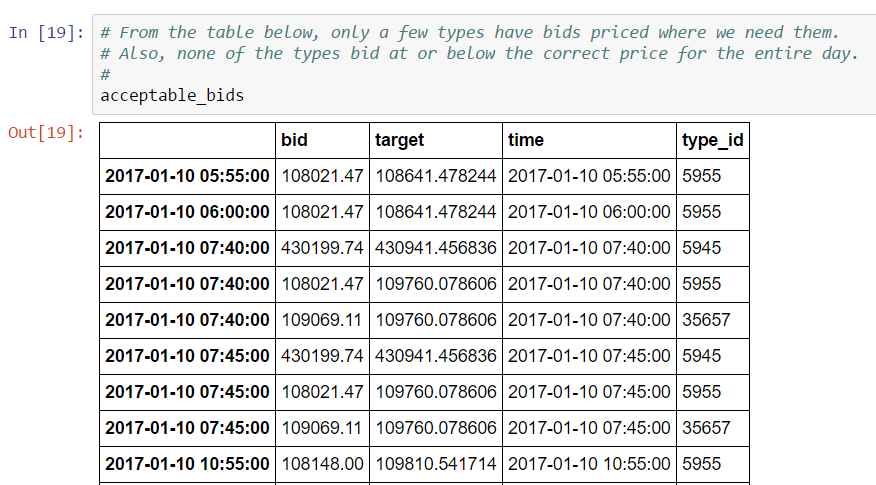 In [19]: # From the table below, only a few types have bids priced where we need them.
# Also, none of the types bid at or below the correct price for the entire day.
#
acceptable_bids
Out[19]:
bid target time type_id
2017-01-10 05:55:00 108021.47 108641.478244 2017-01-10 05:55:00 5955
2017-01-10 06:00:00 108021.47 108641.478244 2017-01-10 06:00:00 5955
2017-01-10 07:40:00 430199.74 430941.456836 2017-01-10 07:40:00 5945
2017-01-10 07:40:00 108021.47 109760.078606 2017-01-10 07:40:00 5955
2017-01-10 07:40:00 109069.11 109760.078606 2017-01-10 07:40:00 35657
2017-01-10 07:45:00 430199.74 430941.456836 2017-01-10 07:45:00 5945
2017-01-10 07:45:00 108021.47 109760.078606 2017-01-10 07:45:00 5955
2017-01-10 07:45:00 109069.11 109760.078606 2017-01-10 07:45:00 35657
2017-01-10 10:55:00 108148.00 109810.541714 2017-01-10 10:55:00 5955